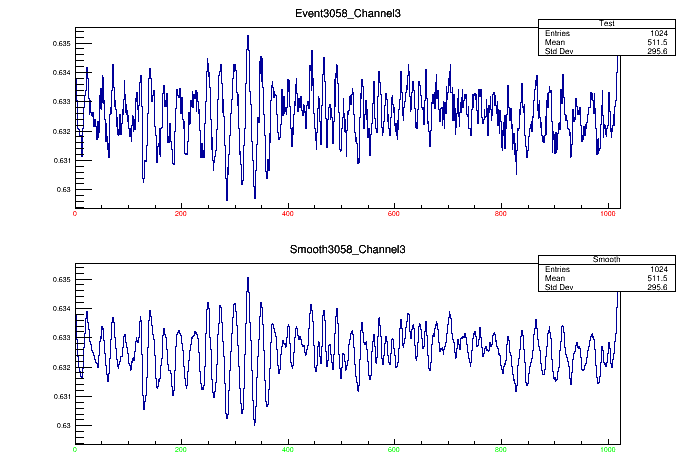 Event3058_Channel3
Test
Entries 1024
Mean 511.5
Std Dev 295.6
0.635
0.634
0.633
0.632
0.631
0.63
0 200 400 600 800 1000
Smooth3058_Channel3
Smooth
Entries 1024
Mean 511.5
Std Dev 295.6
0.635
0.634
0.633
0.632
0.631
0.63
0 200 400 600 800 1000